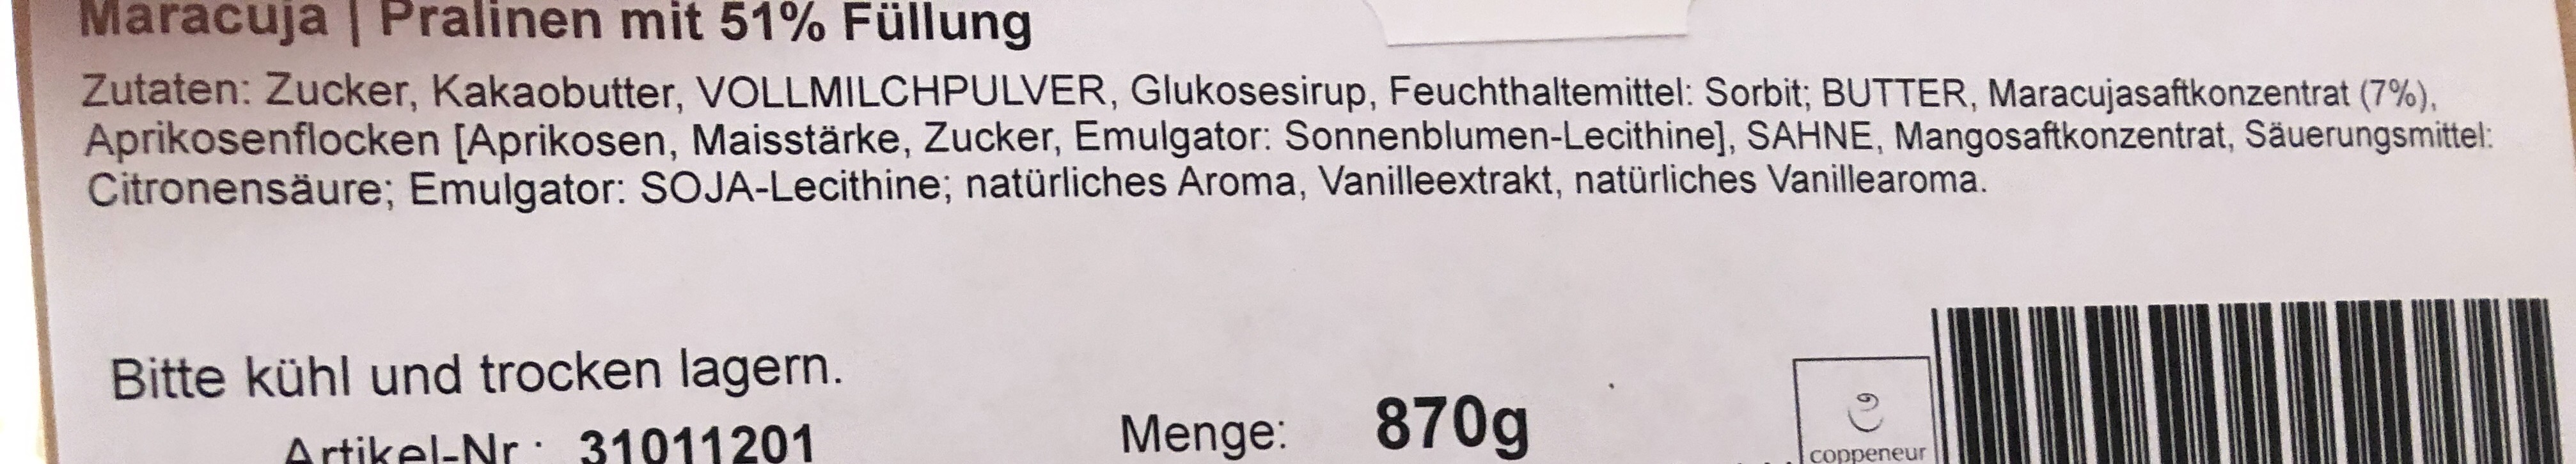 Maracuja | Pralinen mit 51% Füllung
Zutaten: Zucker, Kakaobutter, VOLLMILCHPULVER, Glukosesirup, Feuchthaltemittel: Sorbit; BUTTER, Maracujasaftkonzentrat (7%),
Aprikosenflocken [Aprikosen, Maisstärke, Zucker, Emulgator: Sonnenblumen-Lecithine], SAHNE, Mangosaftkonzentrat, Säuerungsmittel:
Citronensäure; Emulgator: SOJA-Lecithine; natürliches Aroma, Vanilleextrakt, natürliches Vanillearoma.
Bitte kühl und trocken lagern.
Artikel-Nr.: 31011201
Menge: 870g
coppeneur